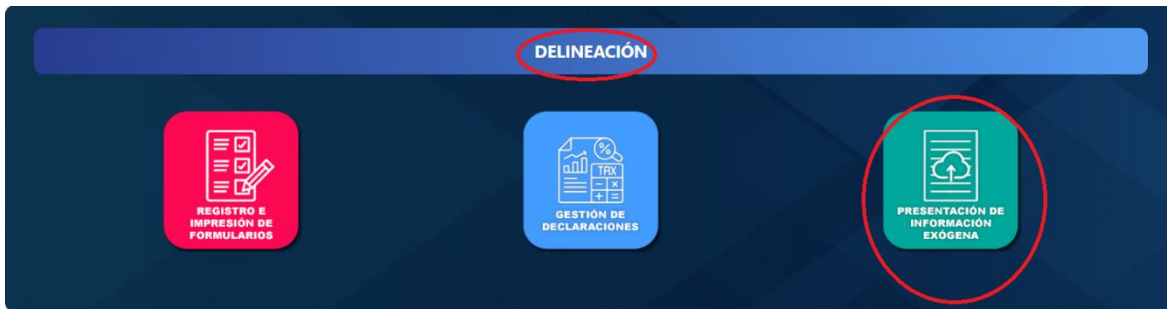 DELINEACIÓN
REGISTRO E
IMPRESIÓN DE
FORMULARIOS
TAX
GESTIÓN DE
DECLARACIONES
PRESENTACIÓN DE
INFORMACIÓN
EXÓGENA